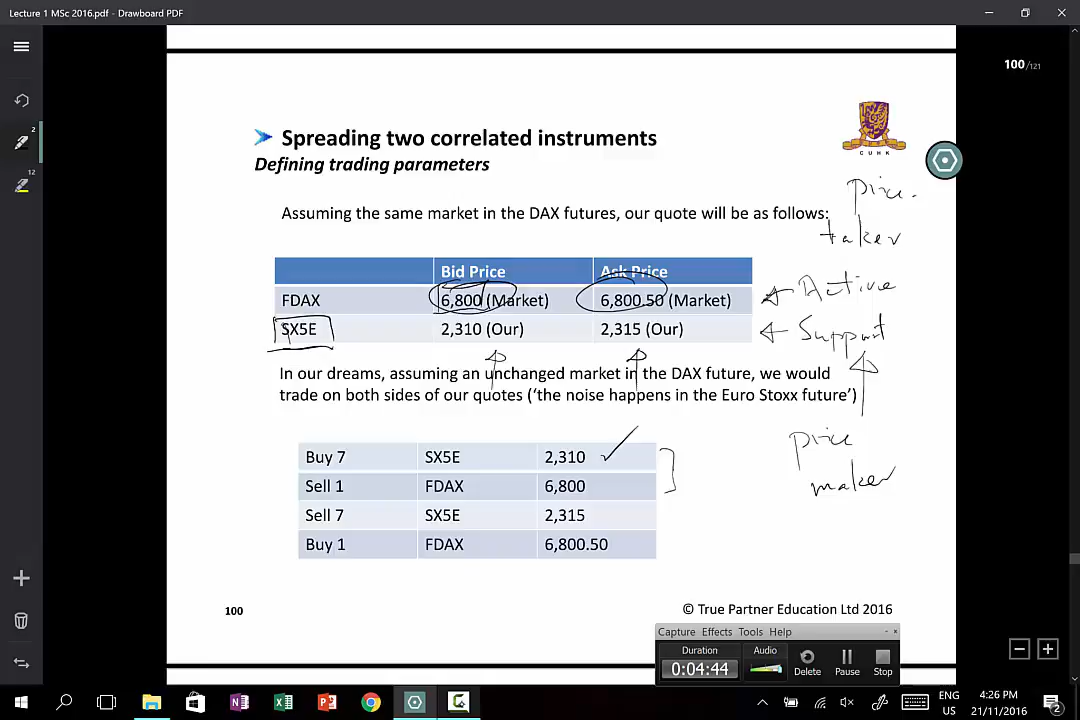 Lecture 1 MSc 2016.pdf - Drawboard PDF
100/121
2
12
Spreading two correlated instruments
Defining trading parameters
CUHK
price
taker
Assuming the same market in the DAX futures, our quote will be as follows:
Bid Price Ask Price
FDAX 6,800 (Market) 6,800.50 (Market)
Active
SX5E 2,310 (Our) 2,315 (Our)
Support
In our dreams, assuming an unchanged market in the DAX future, we would
trade on both sides of our quotes ('the noise happens in the Euro Stoxx future')
price
maker
Buy 7 SX5E 2,310
Sell 1 FDAX 6,800
Sell 7 SX5E 2,315
Buy 1 FDAX 6,800.50
100
© True Partner Education Ltd 2016
Capture Effects Tools Help
Duration Audio
0:04:44
Delete Pause Stop
ENG
US
4:26 PM
21/11/2016
2